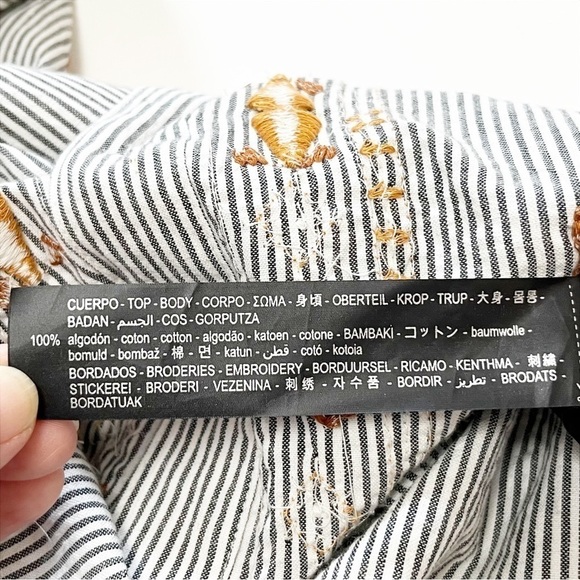 CUERPO - TOP - BODY - CORPO - ΣΩΜΑ - 身頃 - OBERTEIL - KROP - TRUP - 大身 - 몸통 -
BADAN - الجسم - COS - GORPUTZA
100% algodón - coton - cotton - algodão - katoen - cotone - BAMBAKI - コットン - baumwolle -
bomuld - bombaž - 棉 - 면 - katun - قطن - cotó - kotoia
BORDADOS - BRODERIES - EMBROIDERY - BORDUURSEL - RICAMO - KENTHMA - 刺繍 -
STICKEREI - BRODERI - VEZENINA - 刺绣 - 자수품 - BORDIR - تطريز - BRODATS -
BORDATUAK